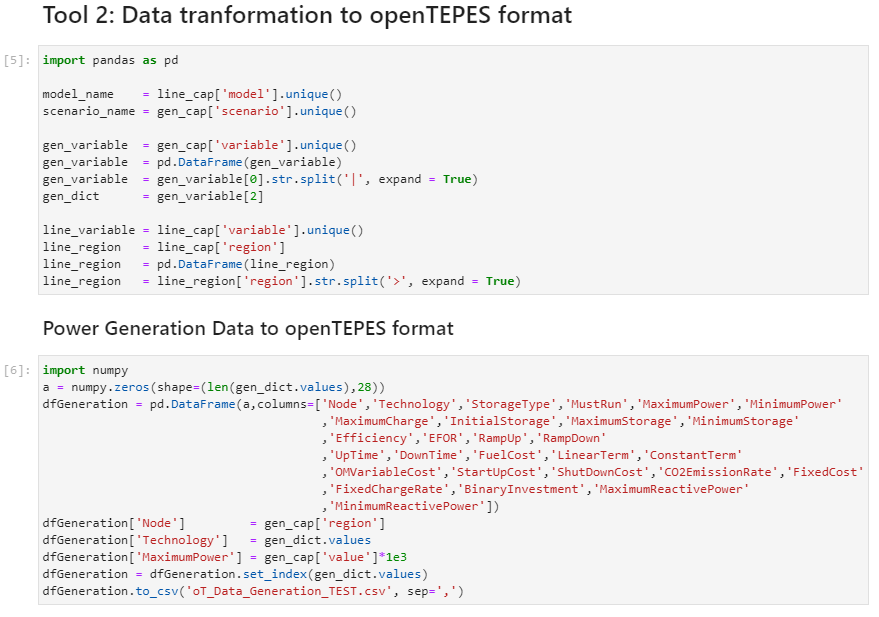 Tool 2: Data tranformation to openTEPES format
[5]: import pandas as pd
model_name    = line_cap['model'].unique()
scenario_name = gen_cap['scenario'].unique()
gen_variable  = gen_cap['variable'].unique()
gen_variable  = pd.DataFrame(gen_variable)
gen_variable  = gen_variable[0].str.split('|', expand = True)
gen_dict      = gen_variable[2]
line_variable = line_cap['variable'].unique()
line_region   = line_cap['region']
line_region   = pd.DataFrame(line_region)
line_region   = line_region['region'].str.split('>', expand = True)
Power Generation Data to openTEPES format
[6]: import numpy
a = numpy.zeros(shape=(len(gen_dict.values),28))
dfGeneration = pd.DataFrame(a,columns=['Node','Technology','StorageType','MustRun','MaximumPower','MinimumPower'
,'MaximumCharge','InitialStorage','MaximumStorage','MinimumStorage'
,'Efficiency','EFOR','RampUp','RampDown'
,'UpTime','DownTime','FuelCost','LinearTerm','ConstantTerm'
,'OMVariableCost','StartUpCost','ShutDownCost','CO2EmissionRate','FixedCost'
,'FixedChargeRate','BinaryInvestment','MaximumReactivePower'
,'MinimumReactivePower'])
dfGeneration['Node']         = gen_cap['region']
dfGeneration['Technology']   = gen_dict.values
dfGeneration['MaximumPower'] = gen_cap['value']*1e3
dfGeneration = dfGeneration.set_index(gen_dict.values)
dfGeneration.to_csv('oT_Data_Generation_TEST.csv', sep=',')